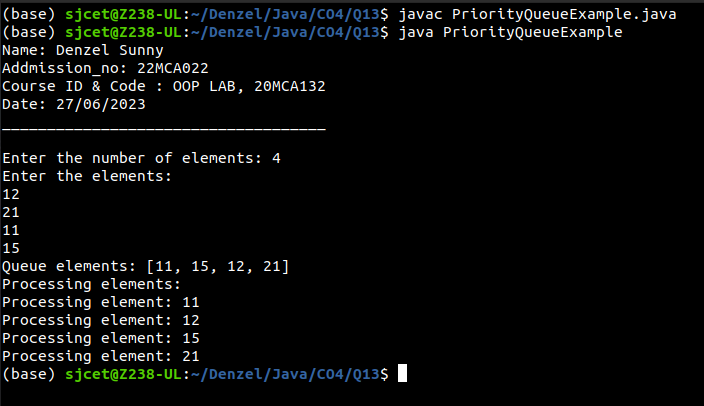 (base) sjcet@Z238-UL:~/Denzel/Java/CO4/Q13$ javac PriorityQueueExample.java
(base) sjcet@Z238-UL:~/Denzel/Java/CO4/Q13$ java PriorityQueueExample
Name: Denzel Sunny
Addmission_no: 22MCA022
Course ID & Code : OOP LAB, 20MCA132
Date: 27/06/2023
____________________________________
Enter the number of elements: 4
Enter the elements:
12
21
11
15
Queue elements: [11, 15, 12, 21]
Processing elements:
Processing element: 11
Processing element: 12
Processing element: 15
Processing element: 21
(base) sjcet@Z238-UL:~/Denzel/Java/CO4/Q13$